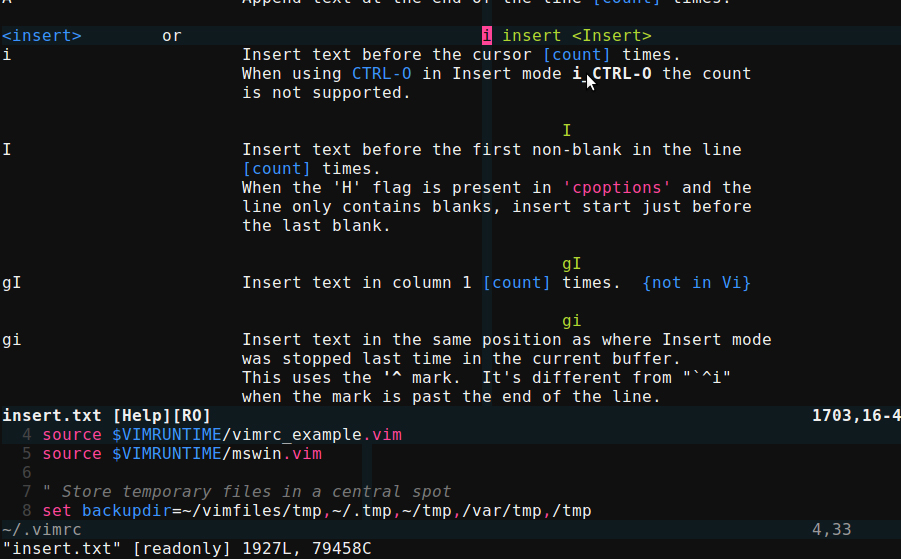 A                       Append text at the end of the line [count] times.
<insert>        or                              i insert <Insert>
i                       Insert text before the cursor [count] times.
                        When using CTRL-O in Insert mode i_CTRL-O the count
                        is not supported.
                                                        I
I                       Insert text before the first non-blank in the line
                        [count] times.
                        When the 'H' flag is present in 'cpoptions' and the
                        line only contains blanks, insert start just before
                        the last blank.
                                                        gI
gI                      Insert text in column 1 [count] times.  {not in Vi}
                                                        gi
gi                      Insert text in the same position as where Insert mode
                        was stopped last time in the current buffer.
                        This uses the '^ mark.  It's different from "`^i"
                        when the mark is past the end of the line.
insert.txt [Help][RO]                                                            1703,16-4
  4 source $VIMRUNTIME/vimrc_example.vim
  5 source $VIMRUNTIME/mswin.vim
  6
  7 " Store temporary files in a central spot
  8 set backupdir=~/vimfiles/tmp,~/.tmp,~/tmp,/var/tmp,/tmp
~/.vimrc                                                                         4,33
"insert.txt" [readonly] 1927L, 79458C